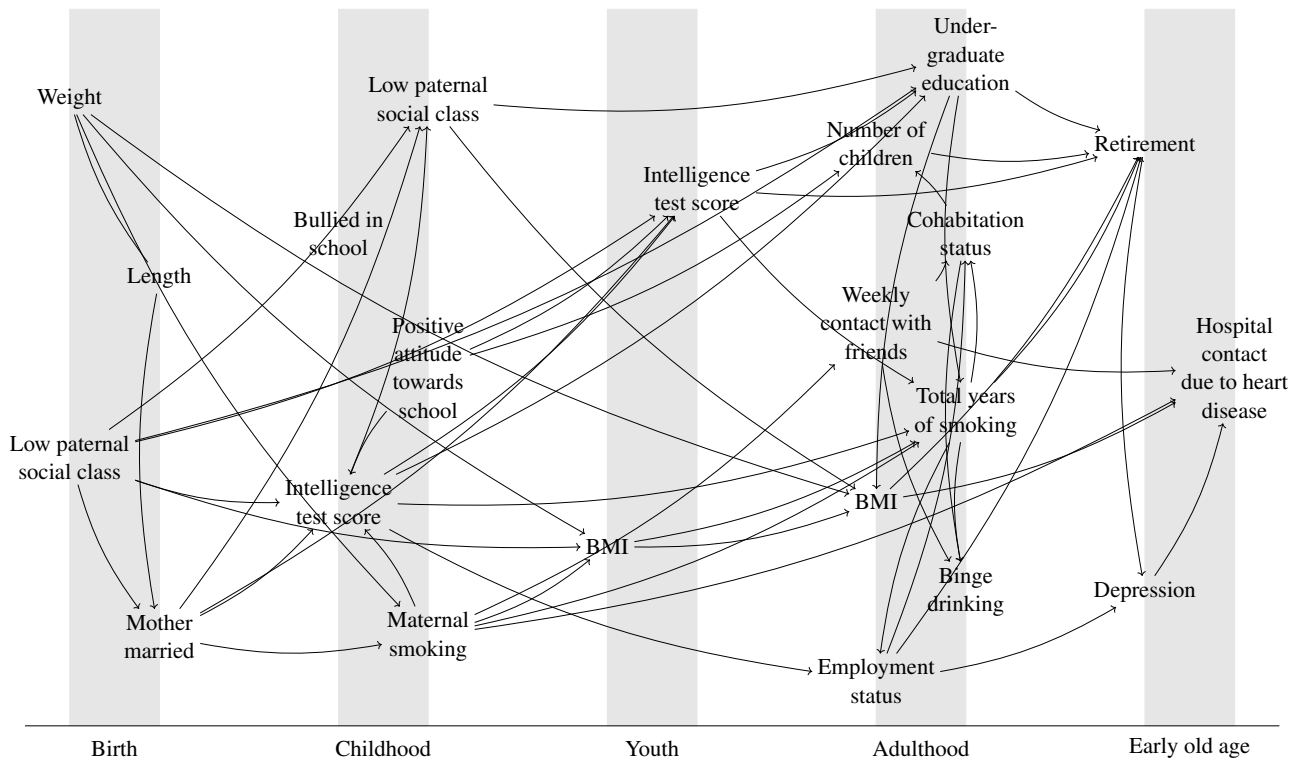 Under-
graduate
education
Weight
Low paternal
social class
Number of
children
Retirement
Intelligence
test score
Bullied in
school
Cohabitation
status
Length
Weekly
contact with
friends
Positive
attitude
towards
school
Hospital
contact
due to heart
disease
Total years
of smoking
Low paternal
social class
Intelligence
test score
BMI
BMI
Binge
drinking
Depression
Mother
married
Maternal
smoking
Employment
status
Birth
Childhood
Youth
Adulthood
Early old age